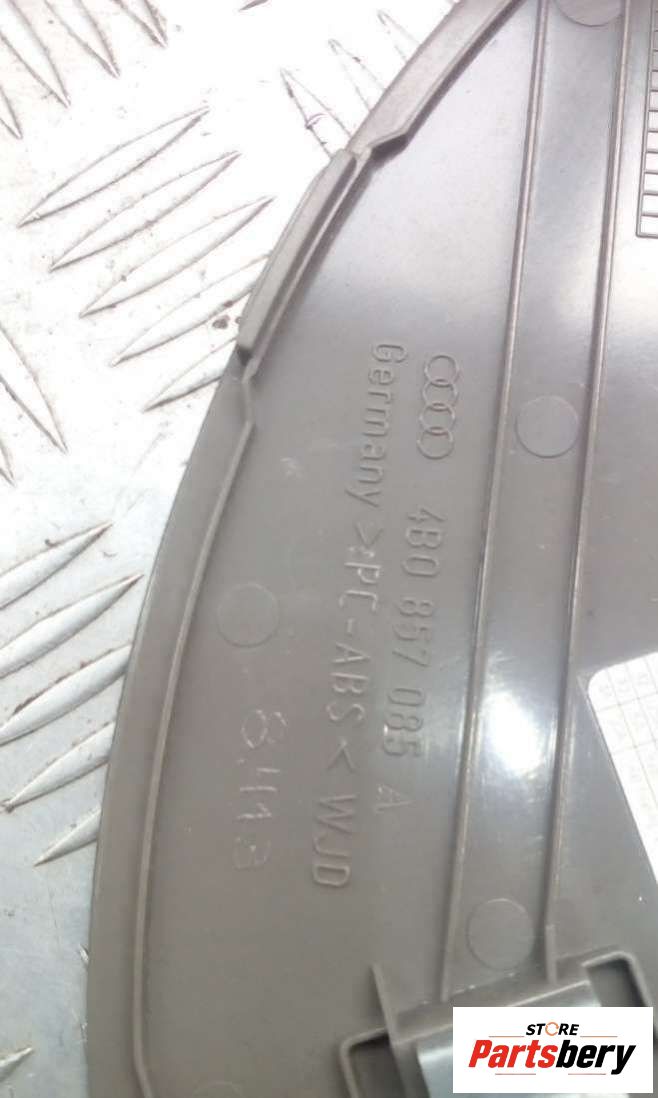 4B0 857 085 A
Germany >PC-ABS< WJD
STORE
Partsbery